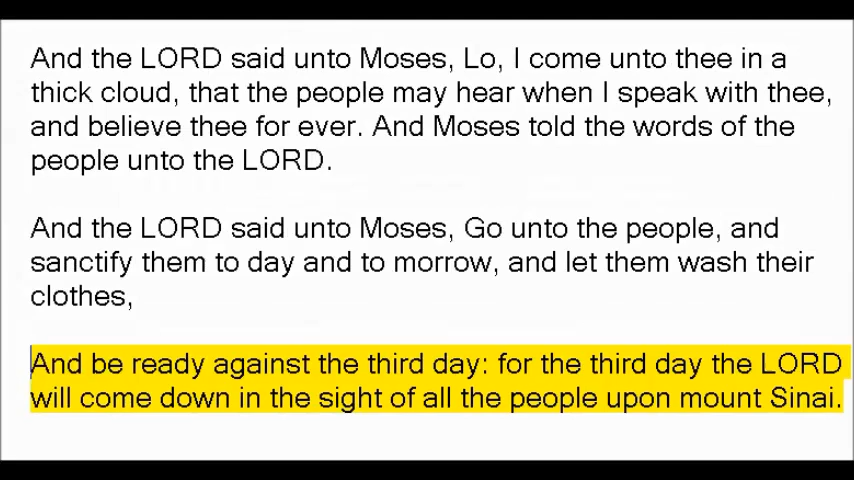 And the LORD said unto Moses, Lo, I come unto thee in a
thick cloud, that the people may hear when I speak with thee,
and believe thee for ever. And Moses told the words of the
people unto the LORD.
And the LORD said unto Moses, Go unto the people, and
sanctify them to day and to morrow, and let them wash their
clothes,
And be ready against the third day: for the third day the LORD
will come down in the sight of all the people upon mount Sinai.